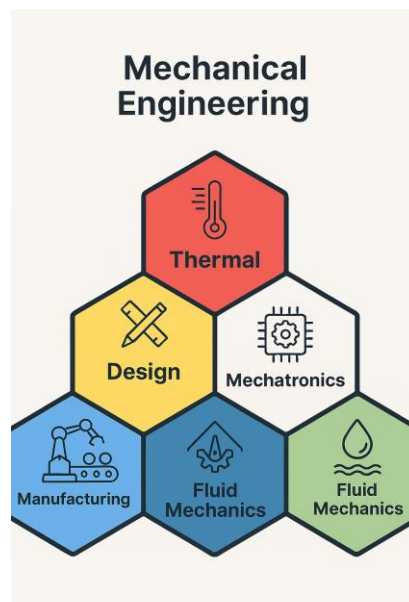 Mechanical
Engineering
Thermal
Design
Mechatronics
Manufacturing
Fluid
Mechanics
Fluid
Mechanics